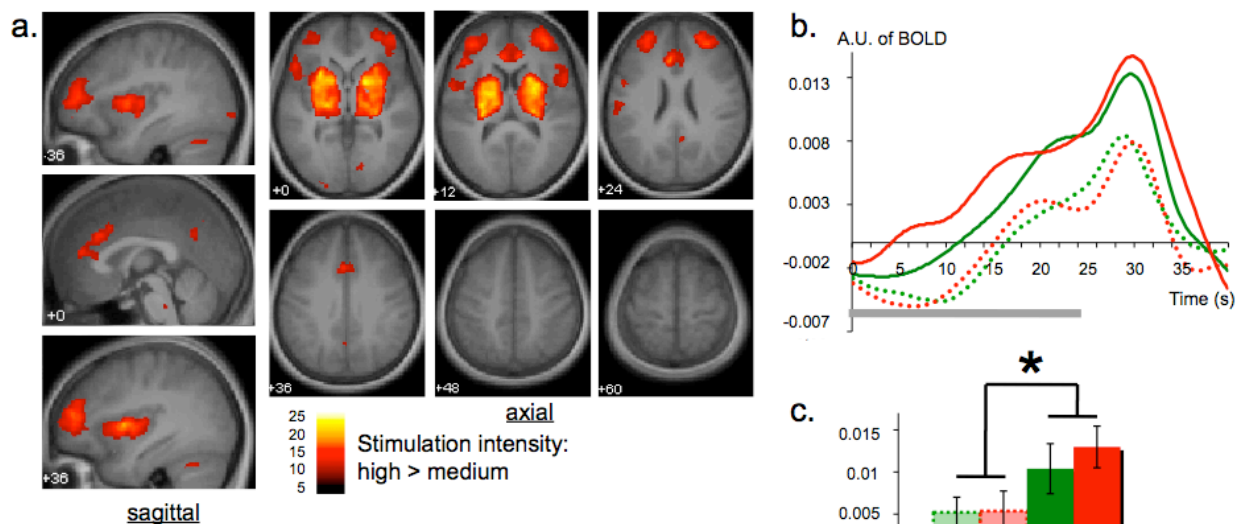 a.
-36
+0
+36
sagittal
+0
+12
+24
+36
+48
+60
axial
25
20
15
10
5
Stimulation intensity:
high > medium
b.
A.U. of BOLD
0.013
0.008
0.003
-0.002
-0.007
0 5 10 15 20 25 30 35
Time (s)
c.
*
0.015
0.01
0.005